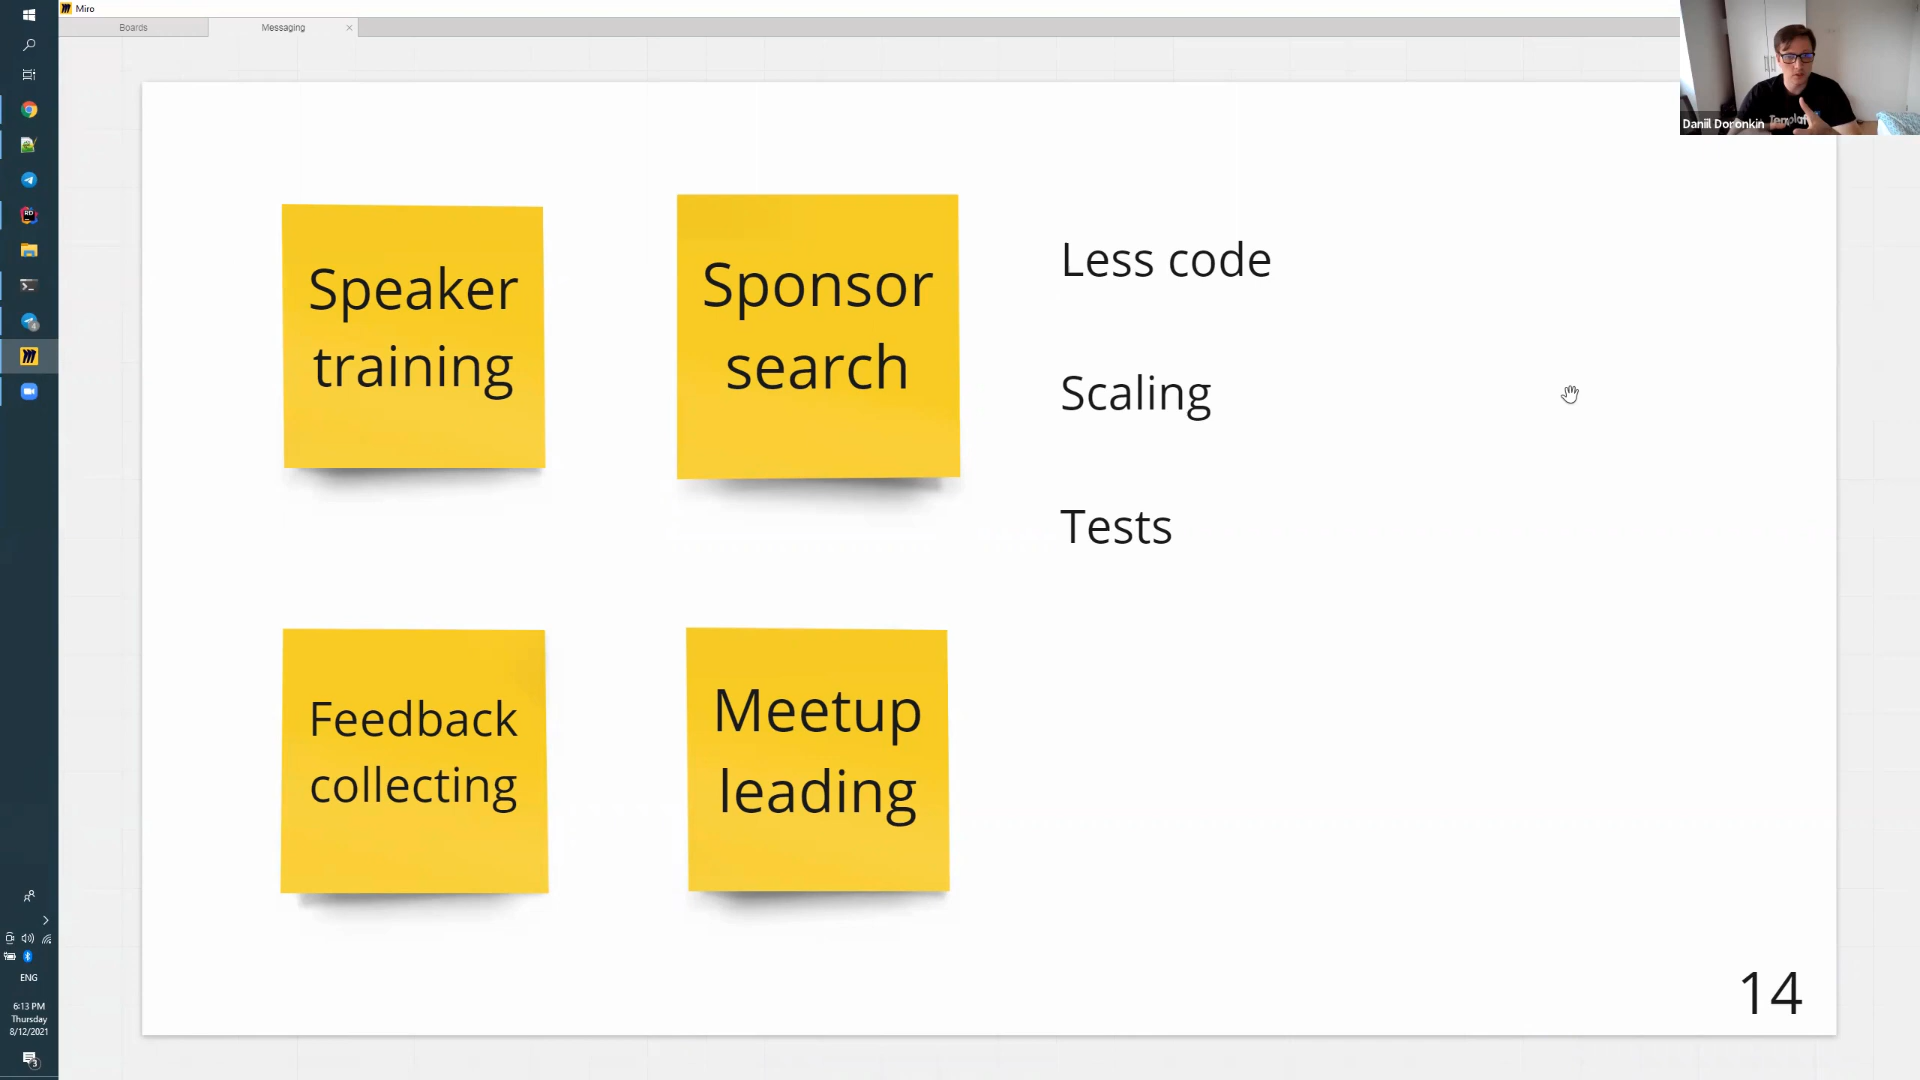 Miro
Boards
Messaging
Speaker
training
Sponsor
search
Less code
Scaling
Tests
Feedback
collecting
Meetup
leading
14
Daniil Doronkin
ENG
6:13 PM
Thursday
8/12/2021